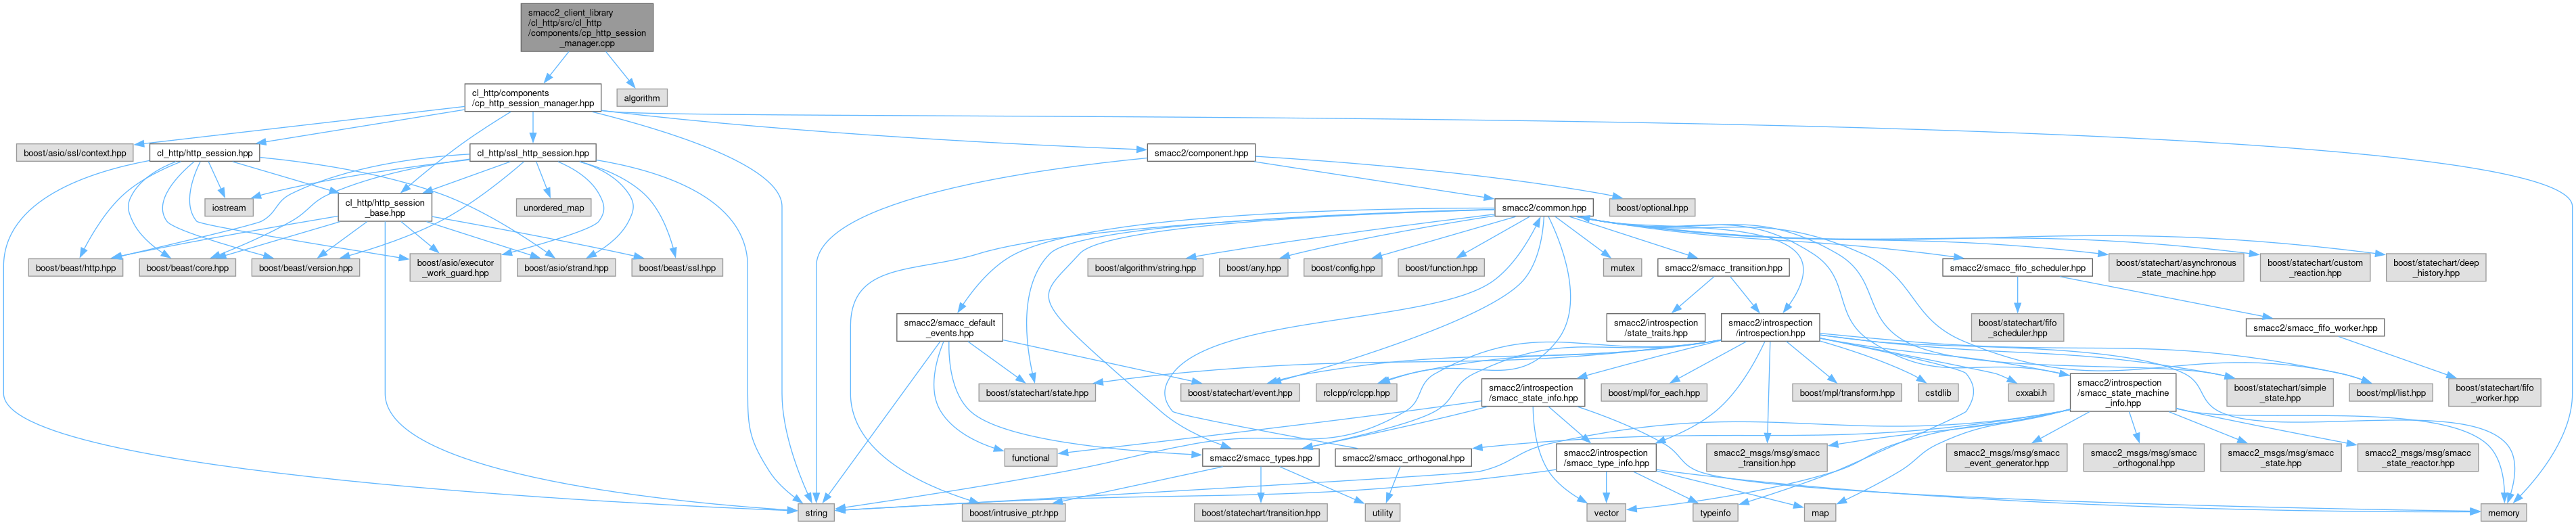 smacc2_client_library
/cl_http/src/cl_http
/components/cp_http_session
_manager.cpp
cl_http/components
/cp_http_session_manager.hpp
algorithm
boost/asio/ssl/context.hpp
cl_http/http_session.hpp
cl_http/ssl_http_session.hpp
smacc2/component.hpp
iostream
cl_http/http_session
_base.hpp
unordered_map
smacc2/common.hpp
boost/optional.hpp
boost/beast/http.hpp
boost/beast/core.hpp
boost/beast/version.hpp
boost/asio/executor
_work_guard.hpp
boost/asio/strand.hpp
boost/beast/ssl.hpp
boost/algorithm/string.hpp
boost/any.hpp
boost/config.hpp
boost/function.hpp
mutex
smacc2/smacc_transition.hpp
smacc2/smacc_fifo_scheduler.hpp
boost/statechart/asynchronous
_state_machine.hpp
boost/statechart/custom
_reaction.hpp
boost/statechart/deep
_history.hpp
smacc2/smacc_default
_events.hpp
smacc2/introspection
/state_traits.hpp
smacc2/introspection
/introspection.hpp
boost/statechart/fifo
_scheduler.hpp
smacc2/smacc_fifo_worker.hpp
boost/statechart/state.hpp
boost/statechart/event.hpp
rclcpp/rclcpp.hpp
smacc2/introspection
/smacc_state_info.hpp
boost/mpl/for_each.hpp
boost/mpl/transform.hpp
cstdlib
cxxabi.h
smacc2/introspection
/smacc_state_machine
_info.hpp
boost/statechart/simple
_state.hpp
boost/mpl/list.hpp
boost/statechart/fifo
_worker.hpp
functional
smacc2/smacc_types.hpp
smacc2/smacc_orthogonal.hpp
smacc2/introspection
/smacc_type_info.hpp
smacc2_msgs/msg/smacc
_transition.hpp
smacc2_msgs/msg/smacc
_event_generator.hpp
smacc2_msgs/msg/smacc
_orthogonal.hpp
smacc2_msgs/msg/smacc
_state.hpp
smacc2_msgs/msg/smacc
_state_reactor.hpp
string
boost/intrusive_ptr.hpp
boost/statechart/transition.hpp
utility
vector
typeinfo
map
memory